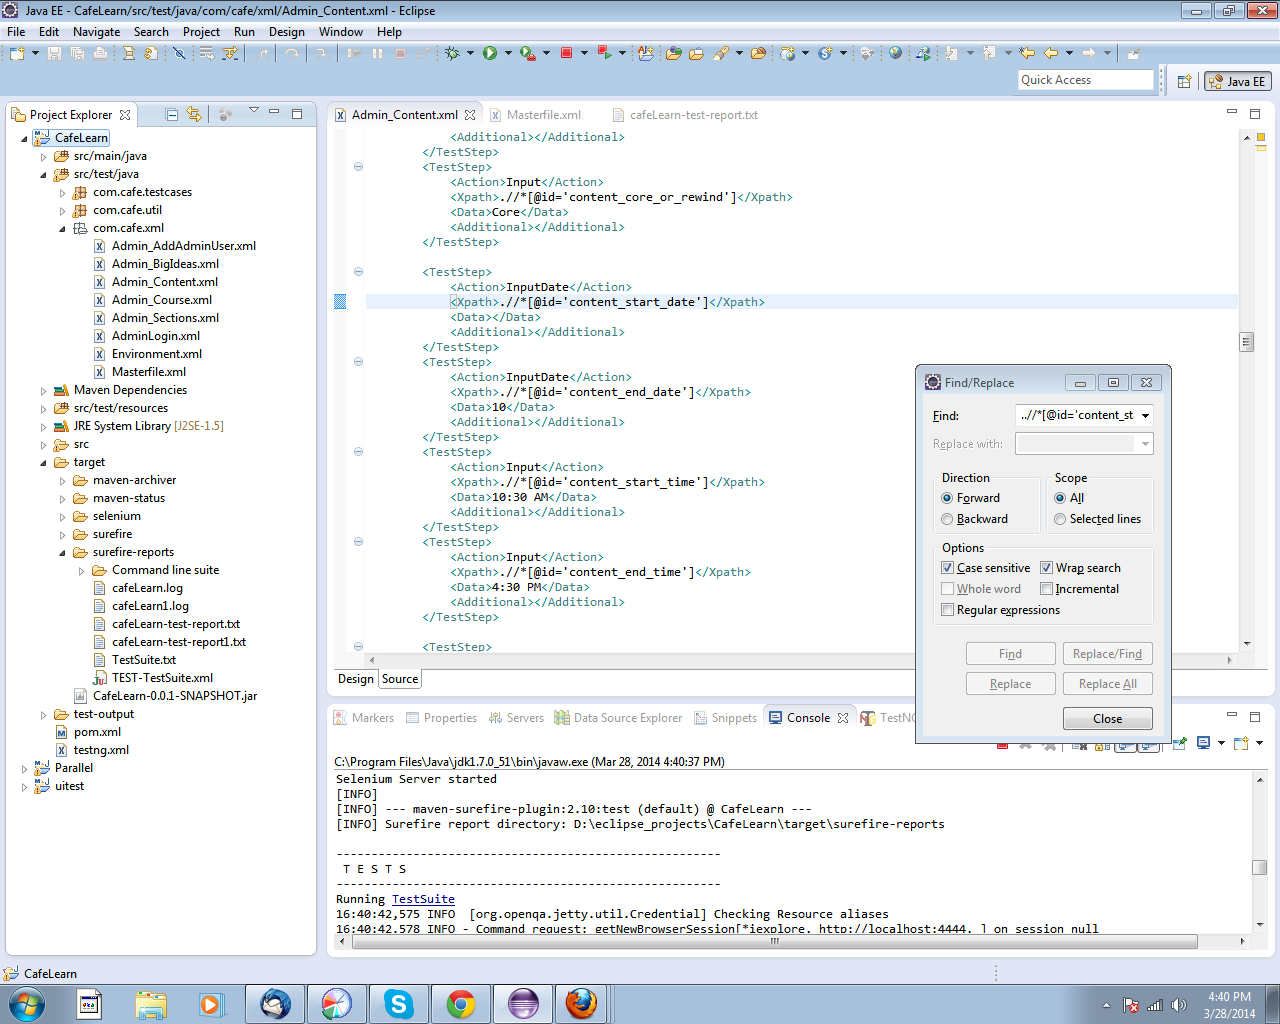 Java EE - CafeLearn/src/test/java/com/cafe/xml/Admin_Content.xml - Eclipse
File Edit Navigate Search Project Run Design Window Help
Quick Access
Java EE
Project Explorer
CafeLearn
src/main/java
src/test/java
com.cafe.testcases
com.cafe.util
com.cafe.xml
Admin_AddAdminUser.xml
Admin_BigIdeas.xml
Admin_Content.xml
Admin_Course.xml
Admin_Sections.xml
AdminLogin.xml
Environment.xml
Masterfile.xml
Maven Dependencies
src/test/resources
JRE System Library [J2SE-1.5]
src
target
maven-archiver
maven-status
selenium
surefire
surefire-reports
Command line suite
cafeLearn.log
cafeLearn1.log
cafeLearn-test-report.txt
cafeLearn-test-report1.txt
TestSuite.txt
TEST-TestSuite.xml
CafeLearn-0.0.1-SNAPSHOT.jar
test-output
pom.xml
testng.xml
Parallel
uitest
Admin_Content.xml Masterfile.xml cafeLearn-test-report.txt
<Additional></Additional>
</TestStep>
<TestStep>
<Action>Input</Action>
<Xpath>.//*[@id='content_core_or_rewind']</Xpath>
<Data>Core</Data>
<Additional></Additional>
</TestStep>
<TestStep>
<Action>InputDate</Action>
<Xpath>.//*[@id='content_start_date']</Xpath>
<Data></Data>
<Additional></Additional>
</TestStep>
<TestStep>
<Action>InputDate</Action>
<Xpath>.//*[@id='content_end_date']</Xpath>
<Data>10</Data>
<Additional></Additional>
</TestStep>
<TestStep>
<Action>Input</Action>
<Xpath>.//*[@id='content_start_time']</Xpath>
<Data>10:30 AM</Data>
<Additional></Additional>
</TestStep>
<TestStep>
<Action>Input</Action>
<Xpath>.//*[@id='content_end_time']</Xpath>
<Data>4:30 PM</Data>
<Additional></Additional>
</TestStep>
<TestStep>
Design Source
Find/Replace
Find: ..//*[@id='content_st
Replace with:
Direction Scope
Forward All
Backward Selected lines
Options
Case sensitive Wrap search
Whole word Incremental
Regular expressions
Find Replace/Find
Replace Replace All
Close
Markers Properties Servers Data Source Explorer Snippets Console TestNG
C:\Program Files\Java\jdk1.7.0_51\bin\javaw.exe (Mar 28, 2014 4:40:37 PM)
Selenium Server started
[INFO]
[INFO] --- maven-surefire-plugin:2.10:test (default) @ CafeLearn ---
[INFO] Surefire report directory: D:\eclipse_projects\CafeLearn\target\surefire-reports
-------------------------------------------------------
T E S T S
-------------------------------------------------------
Running TestSuite
16:40:42,575 INFO [org.openqa.jetty.util.Credential] Checking Resource aliases
16:40:42,578 INFO - Command request: getNewBrowserSession[*iexplore, http://localhost:4444, ] on session null
CafeLearn
4:40 PM
3/28/2014